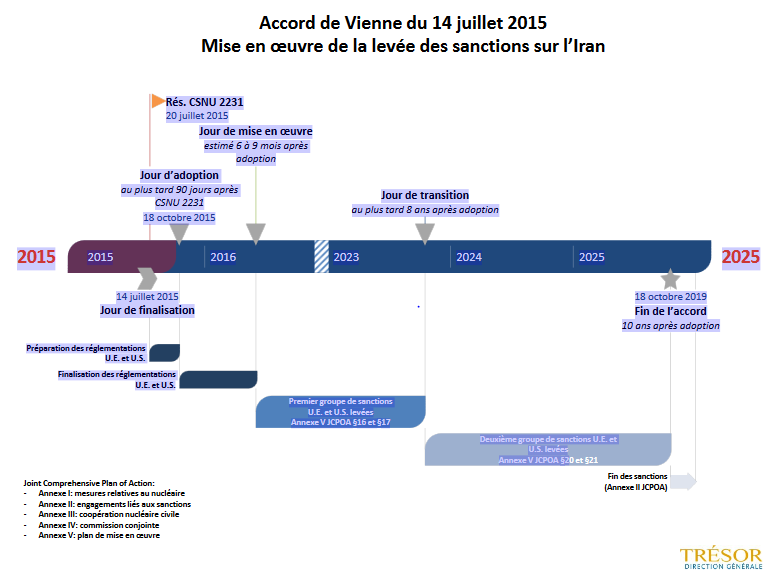 Accord de Vienne du 14 juillet 2015
Mise en œuvre de la levée des sanctions sur l'Iran
Rés. CSNU 2231
20 juillet 2015
Jour de mise en œuvre
estimé 6 à 9 mois après
adoption
Jour d'adoption
au plus tard 90 jours après
CSNU 2231
18 octobre 2015
Jour de transition
au plus tard 8 ans après adoption
2015
2015
2016
2023
2024
2025
2025
14 juillet 2015
Jour de finalisation
18 octobre 2019
Fin de l'accord
10 ans après adoption
Préparation des réglementations
U.E. et U.S.
Finalisation des réglementations
U.E. et U.S.
Premier groupe de sanctions
U.E. et U.S. levées
Annexe V JCPOA §16 et §17
Deuxième groupe de sanctions U.E. et
U.S. levées
Annexe V JCPOA §20 et §21
Fin des sanctions
(Annexe II JCPOA)
Joint Comprehensive Plan of Action:
- Annexe I: mesures relatives au nucléaire
- Annexe II: engagements liés aux sanctions
- Annexe III: coopération nucléaire civile
- Annexe IV: commission conjointe
- Annexe V: plan de mise en œuvre
TRÉSOR
DIRECTION GÉNÉRALE